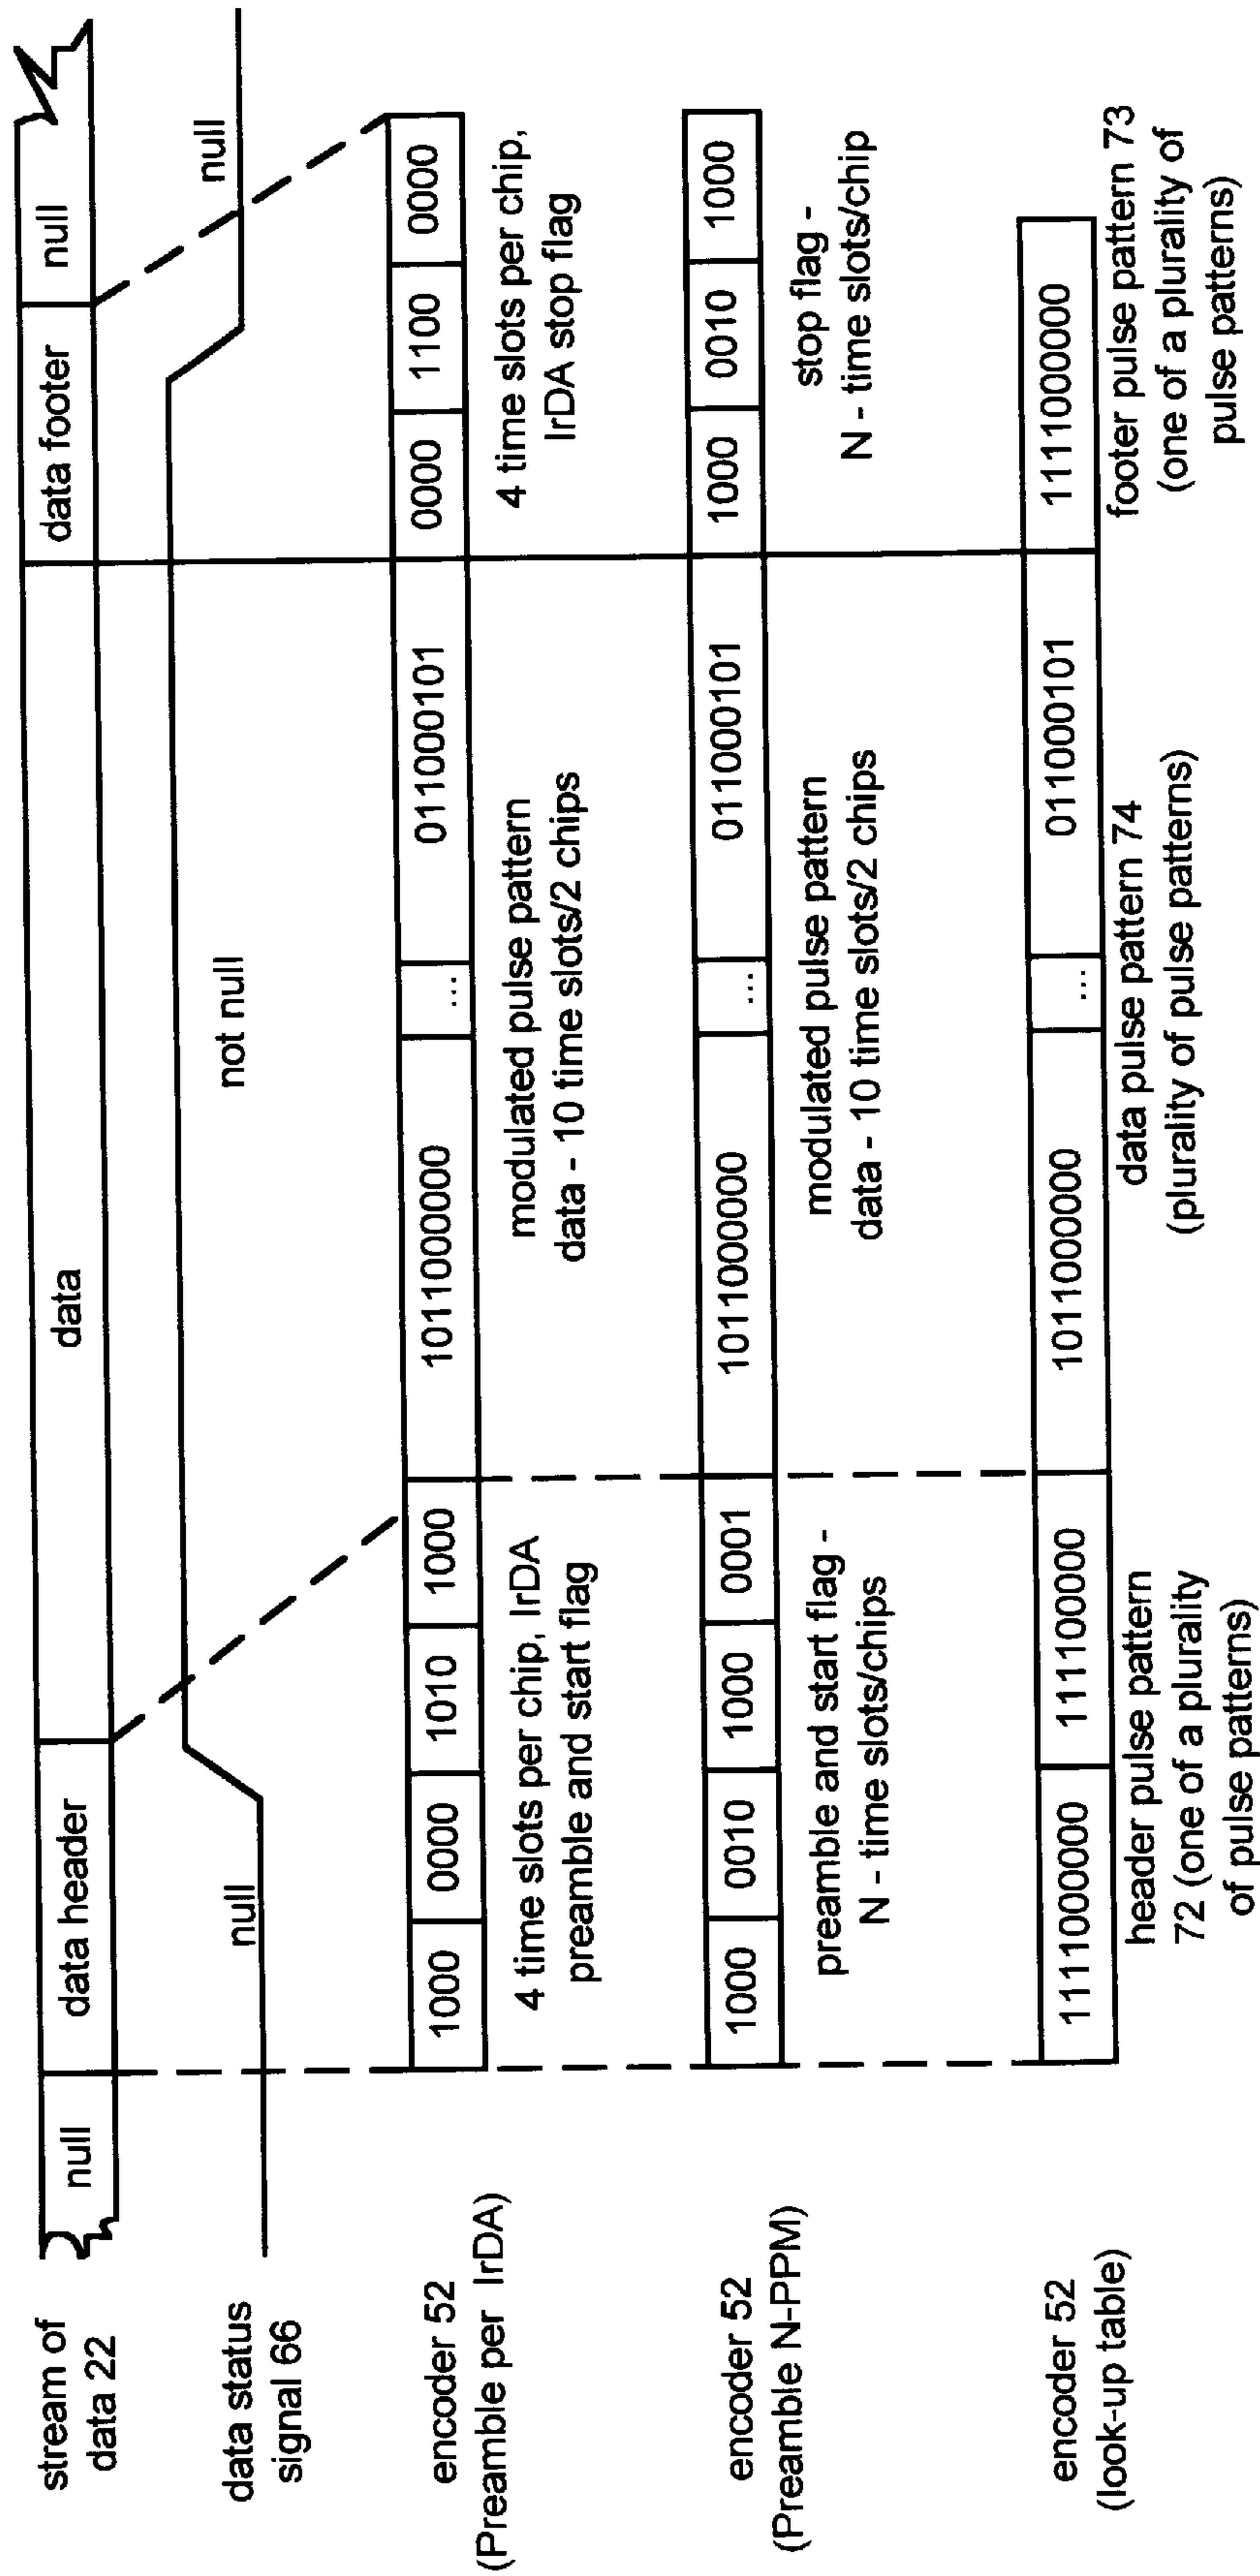 stream of
data 22
null
data header
data
data footer
null
data status
signal 66
null
not null
null
encoder 52
(Preamble per IrDA)
1000 0000 1010 1000 1011000000 ... 0110000101
0000 1100 0000
4 time slots per chip, IrDA
preamble and start flag
modulated pulse pattern
data - 10 time slots/2 chips
4 time slots per chip,
IrDA stop flag
encoder 52
(Preamble N-PPM)
1000 0010 1000 0001 1011000000 ... 0110000101
1000 0010 1000
preamble and start flag -
N - time slots/chips
modulated pulse pattern
data - 10 time slots/2 chips
stop flag -
N - time slots/chip
encoder 52
(look-up table)
1111000000 1111100000 1011000000 ... 0110000101 1111000000
header pulse pattern
72 (one of a plurality
of pulse patterns)
data pulse pattern 74
(plurality of pulse patterns)
footer pulse pattern 73
(one of a plurality of
pulse patterns)